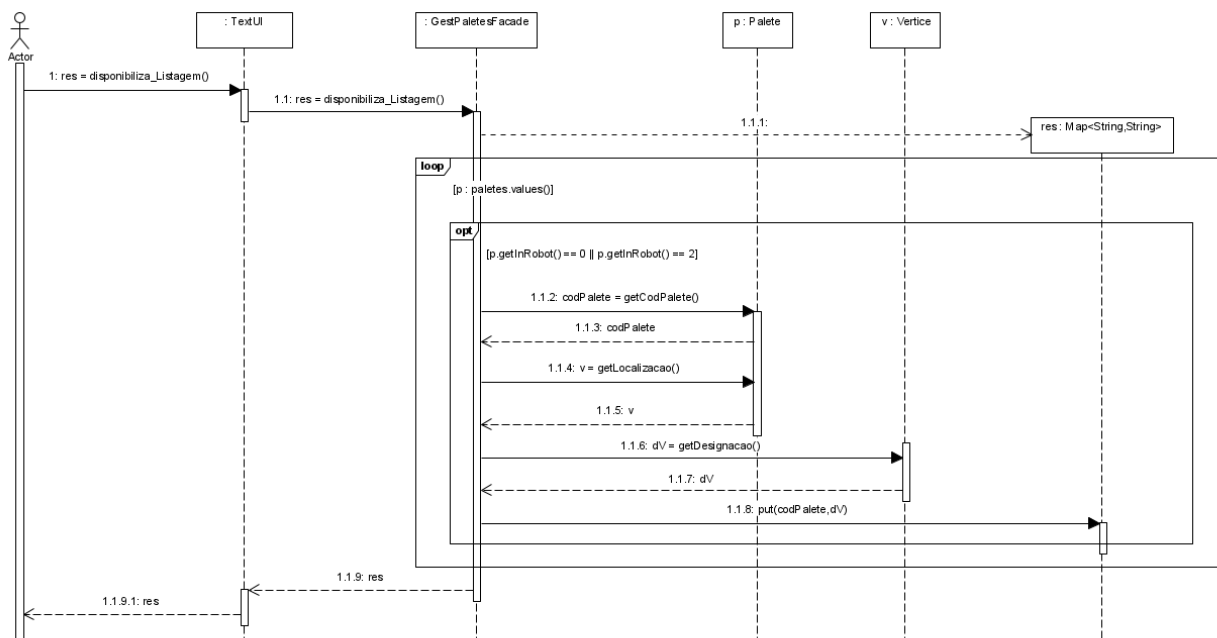 : TextUI
: GestPaletesFacade
p : Palete
v : Vertice
Actor
1: res = disponibiliza_Listagem()
1.1: res = disponibiliza_Listagem()
1.1.1:
res : Map<String,String>
loop
[p : paletes.values()]
opt
[p.getInRobot() == 0 || p.getInRobot() == 2]
1.1.2: codPalete = getCodPalete()
1.1.3: codPalete
1.1.4: v = getLocalizacao()
1.1.5: v
1.1.6: dV = getDesignacao()
1.1.7: dV
1.1.8: put(codPalete,dV)
1.1.9: res
1.1.9.1: res